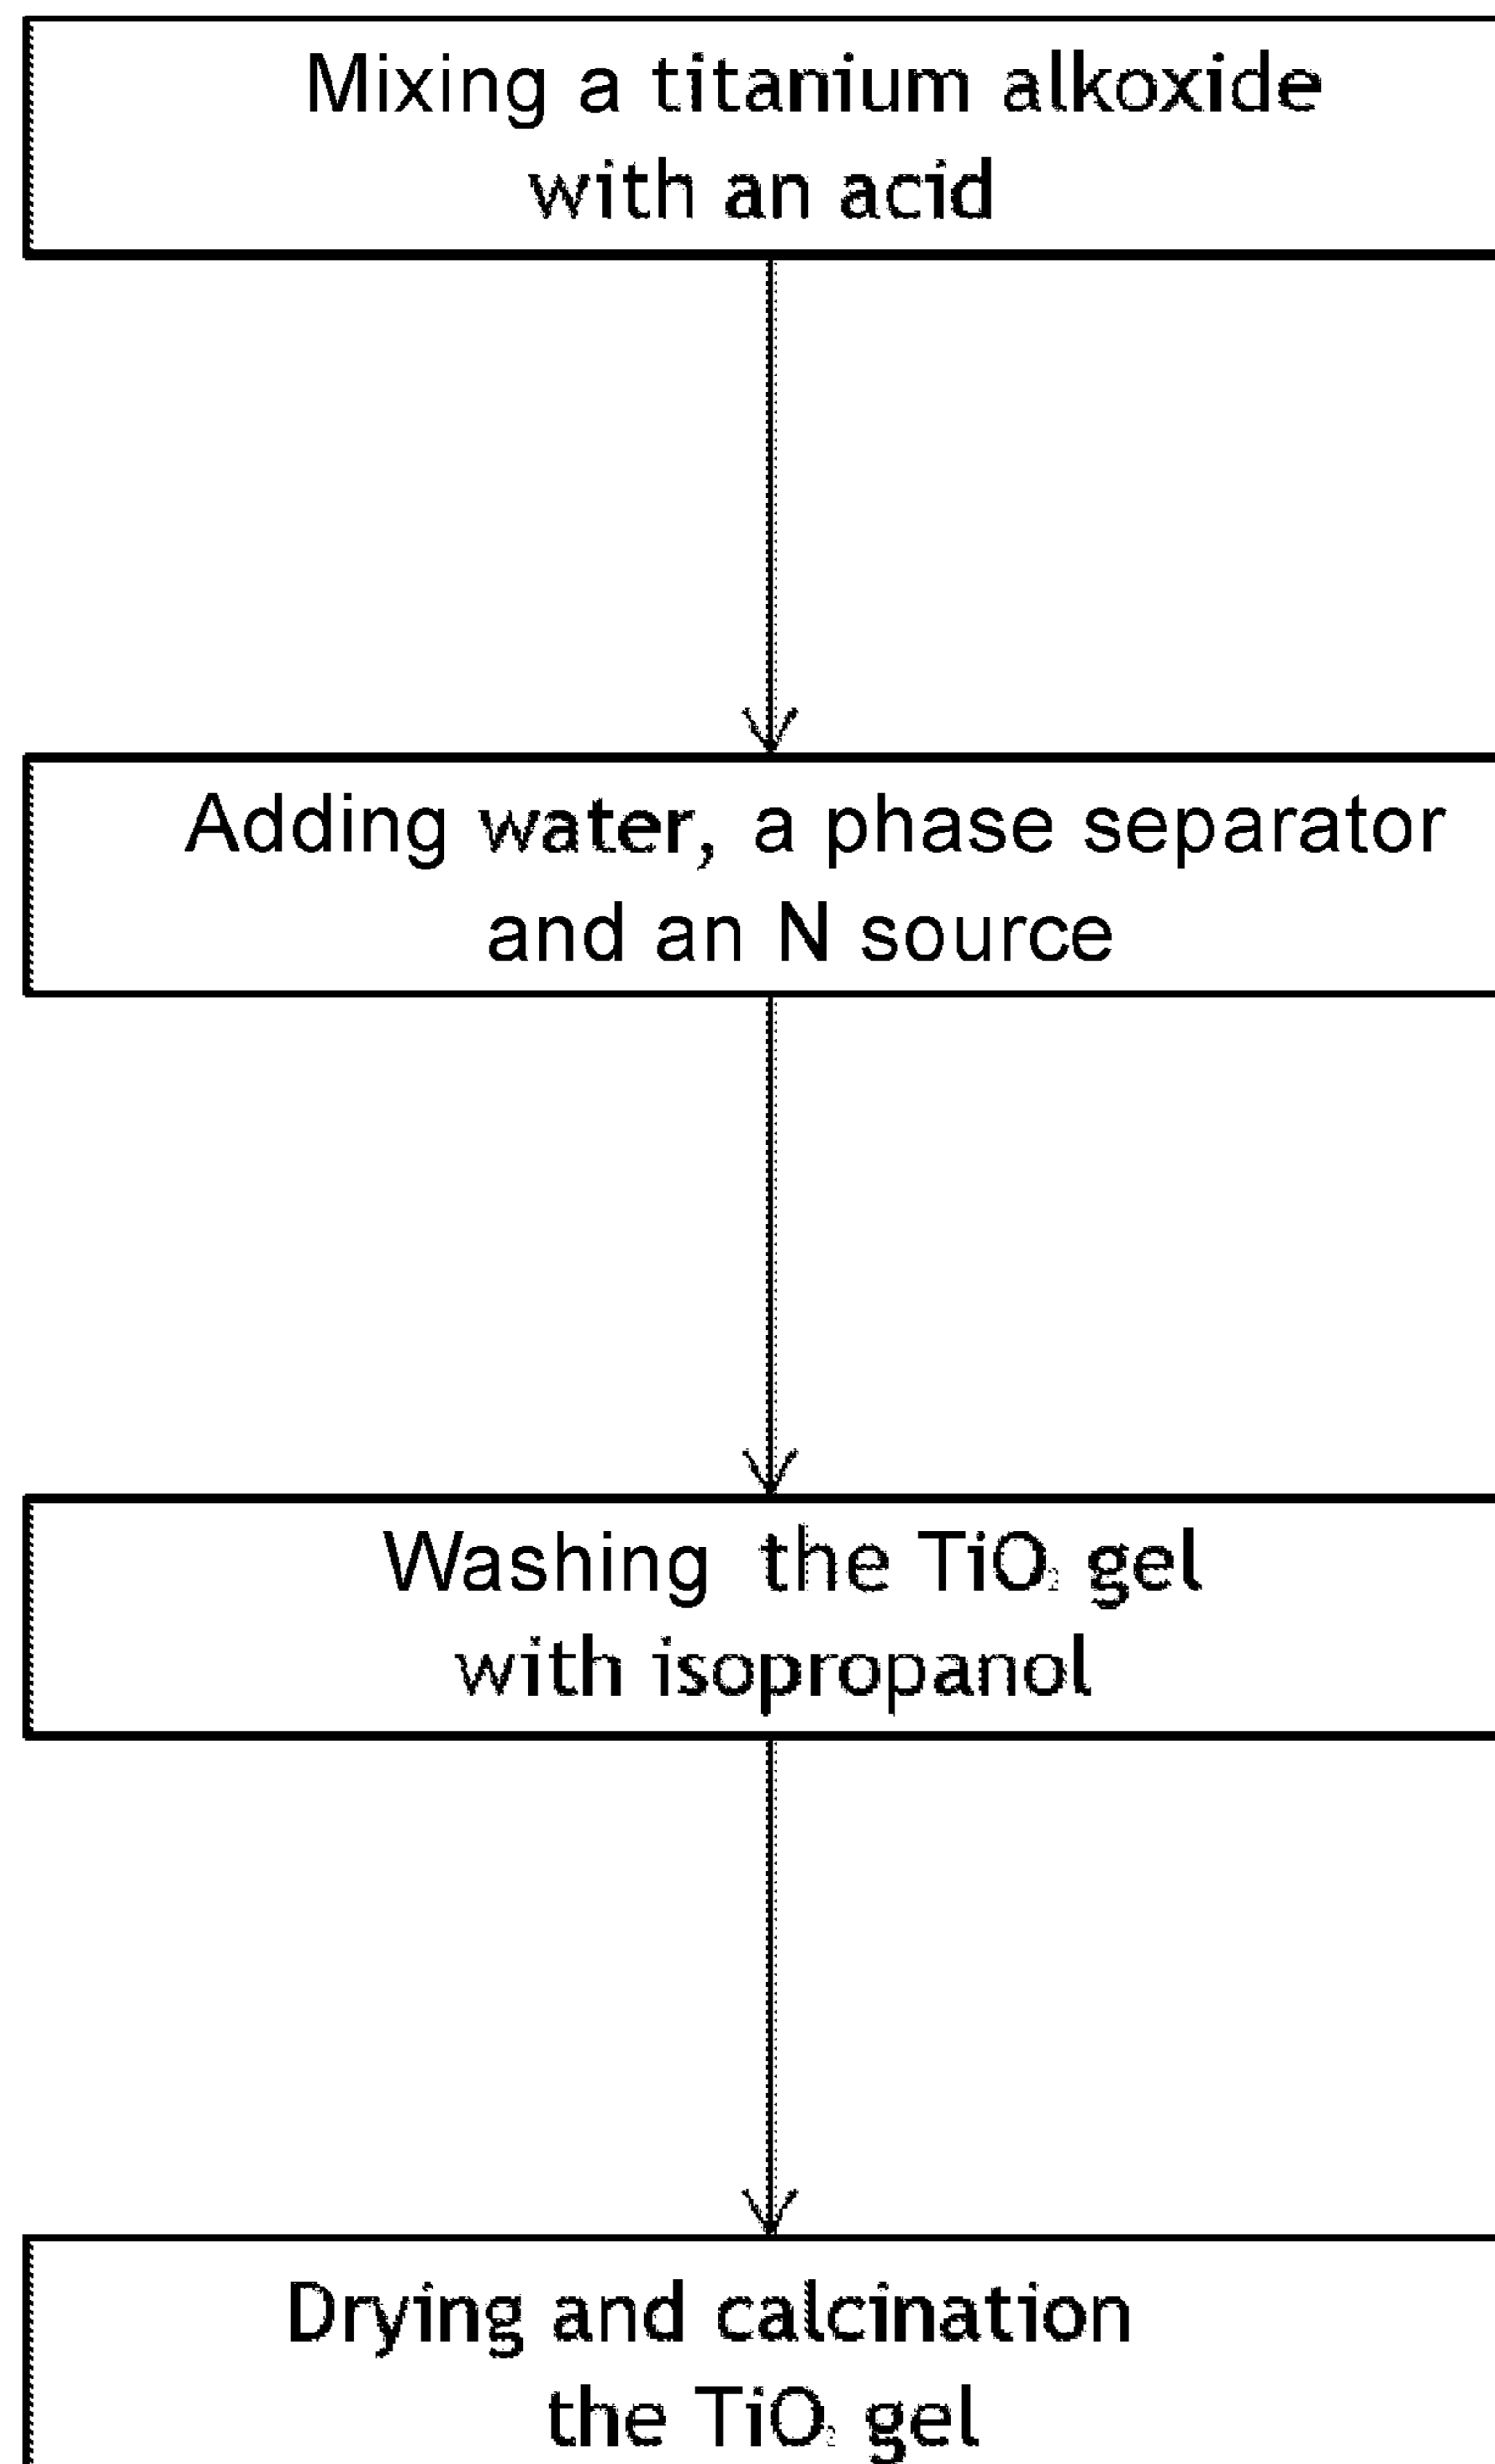 Mixing a titanium alkoxide
with an acid
Adding water, a phase separator
and an N source
Washing the TiO₂ gel
with isopropanol
Drying and calcination
the TiO₂ gel